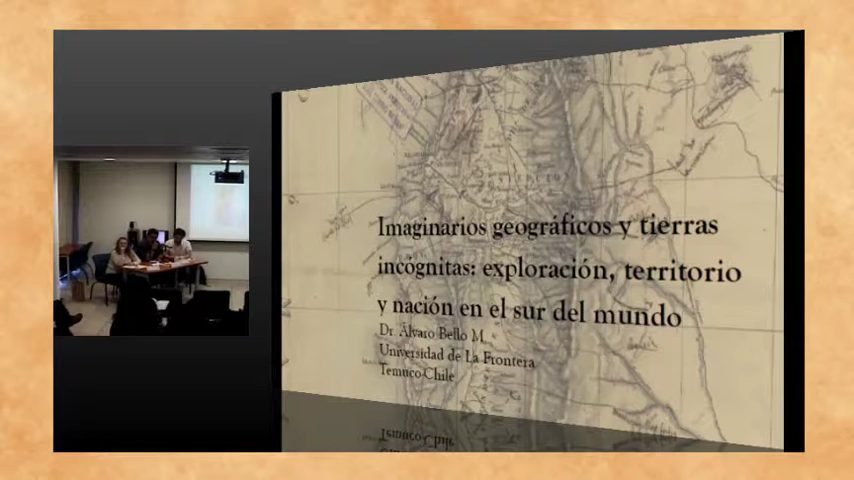 Imaginarios geográficos y tierras
incógnitas: exploración, territorio
y nación en el sur del mundo
Dr. Álvaro Bello M.
Universidad de La Frontera
Temuco-Chile